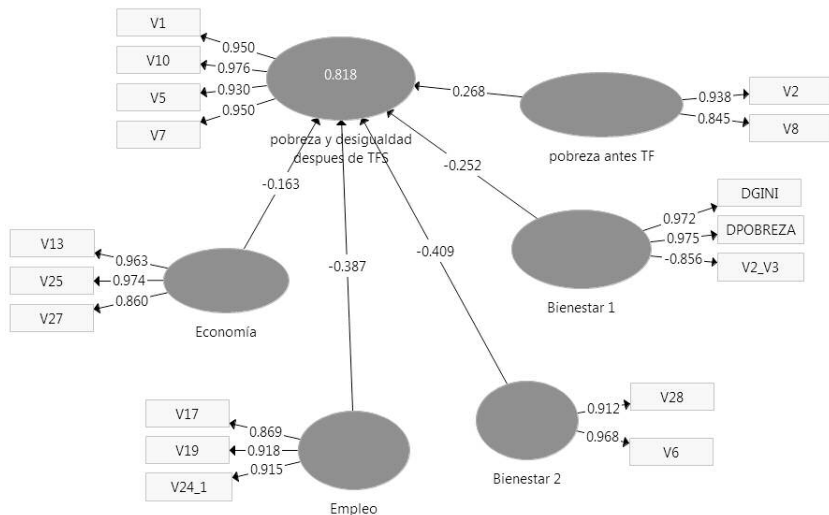 V1
0.950
V10
0.976
V5
0.930
V7
0.950
0.818
pobreza y desigualdad
despues de TFS
0.268
pobreza antes TF
0.938
V2
0.845
V8
-0.163
-0.387
-0.409
-0.252
V13
0.963
V25
0.974
V27
0.860
Economía
Bienestar 1
0.972
DGINI
0.975
DPOBREZA
-0.856
V2_V3
V17
0.869
V19
0.918
V24_1
0.915
Empleo
Bienestar 2
0.912
V28
0.968
V6